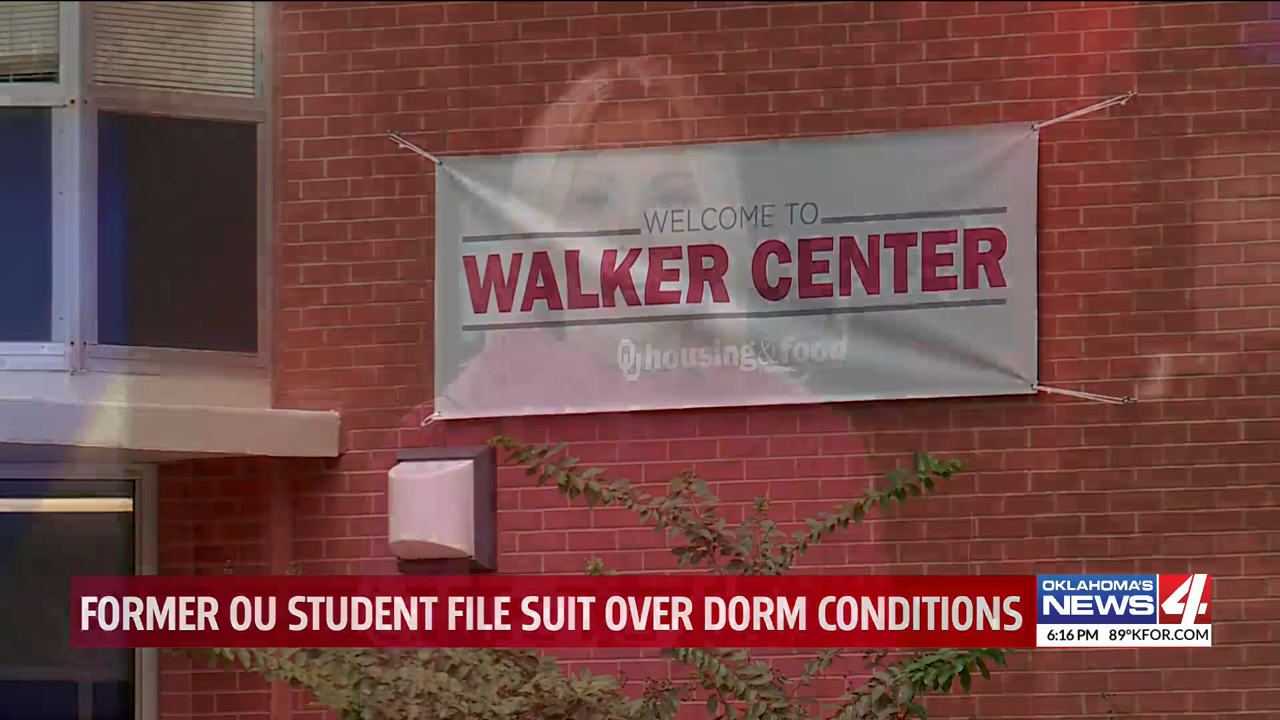 WELCOME TO
WALKER CENTER
OU housing&food
FORMER OU STUDENT FILE SUIT OVER DORM CONDITIONS
OKLAHOMA'S
NEWS 4
6:16 PM 89° KFOR.COM